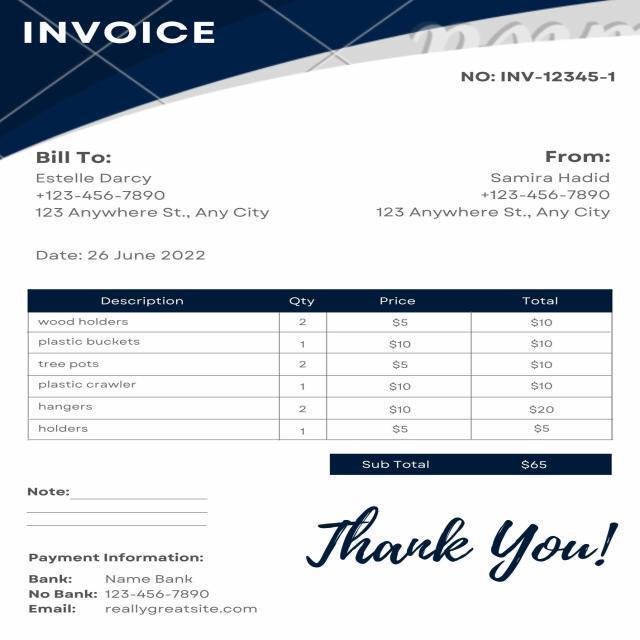 INVOICE
NO: INV-12345-1
Bill To:
Estelle Darcy
+123-456-7890
123 Anywhere St., Any City
From:
Samira Hadid
+123-456-7890
123 Anywhere St., Any City
Date: 26 June 2022
Description Qty Price Total
wood holders 2 $5 $10
plastic buckets 1 $10 $10
tree pots 2 $5 $10
plastic crawler 1 $10 $10
hangers 2 $10 $20
holders 1 $5 $5
Sub Total $65
Note:
Thank You!
Payment Information:
Bank: Name Bank
No Bank: 123-456-7890
Email: reallygreatsite.com